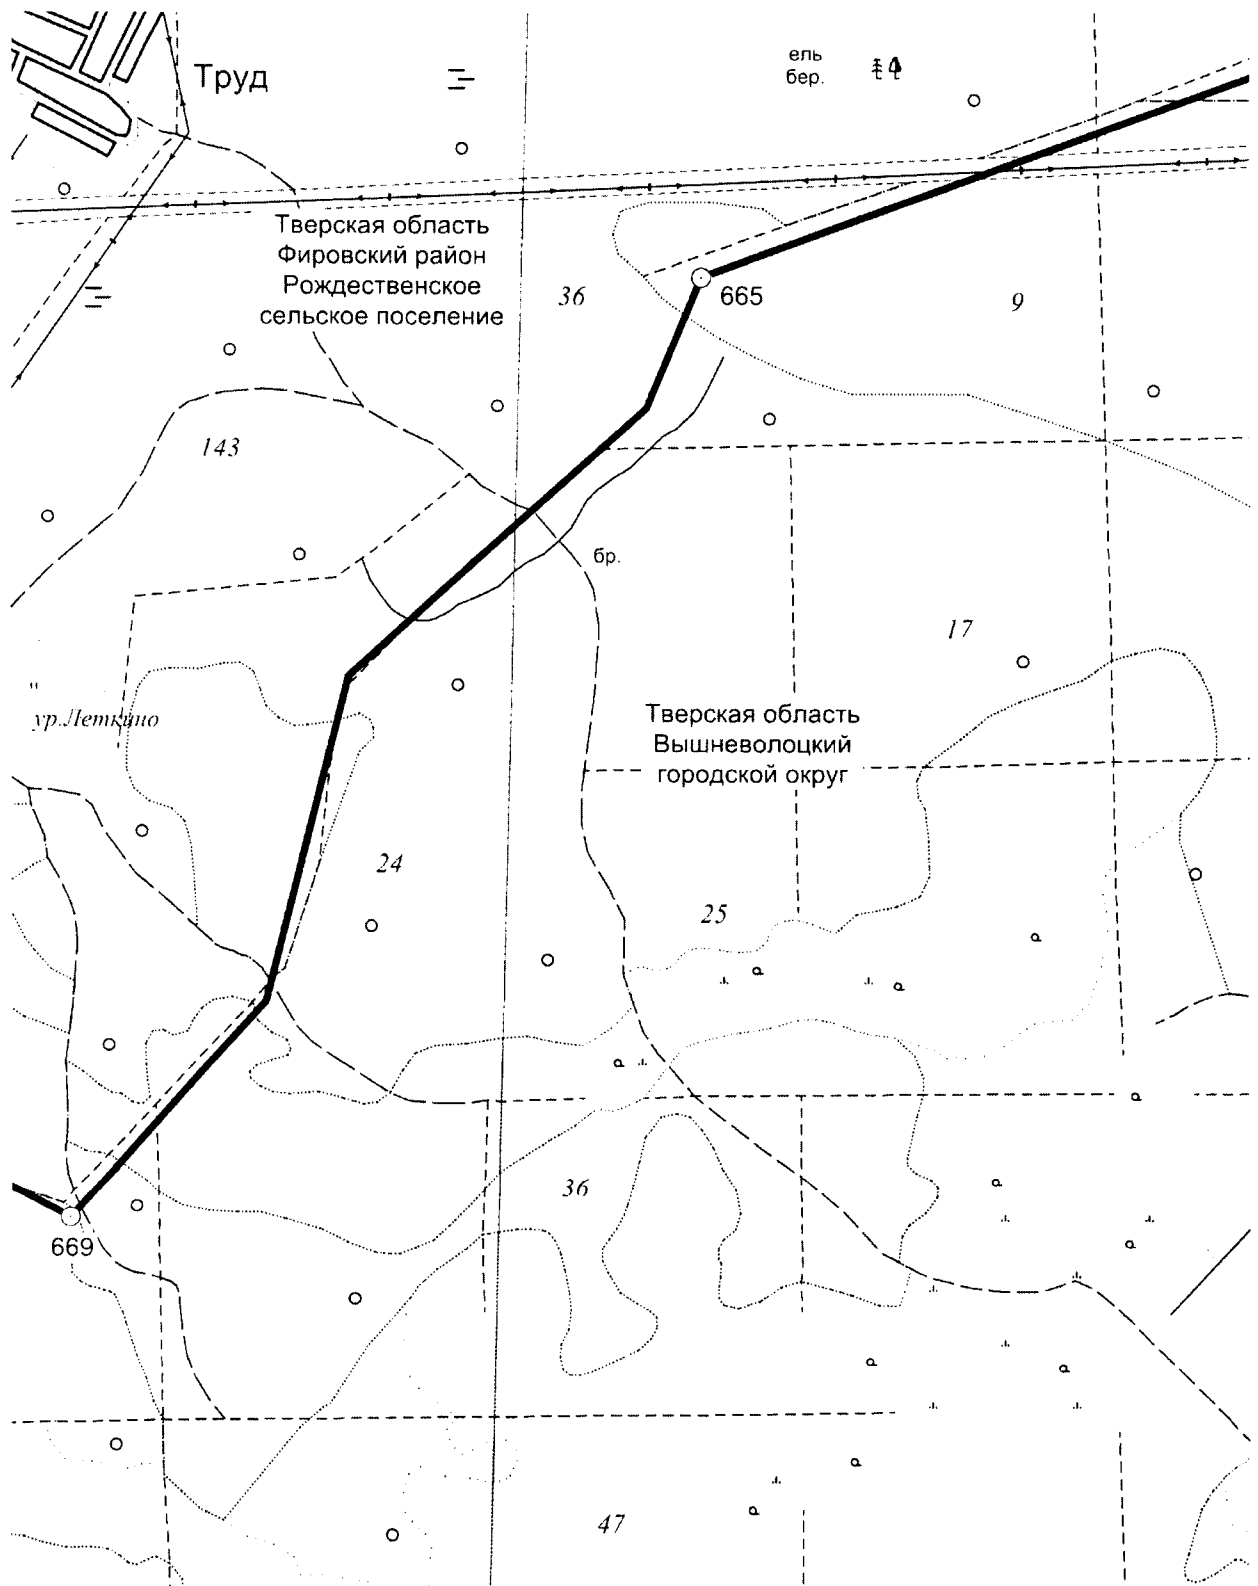 Труд
ель
бер.
Тверская область
Фировский район
Рождественское
сельское поселение
36
665
9
143
бр.
17
ур.Леткино
Тверская область
Вышневолоцкий
городской округ
24
25
36
669
47